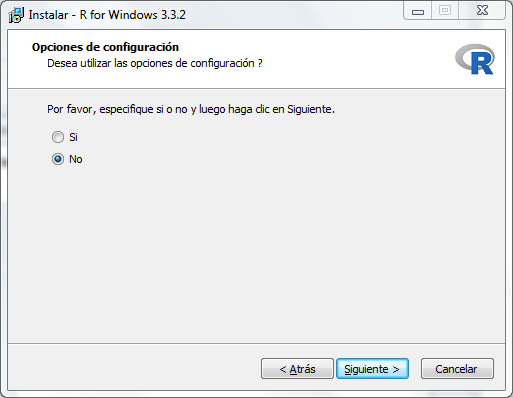 Instalar - R for Windows 3.3.2
Opciones de configuración
Desea utilizar las opciones de configuración ?
R
Por favor, especifique si o no y luego haga clic en Siguiente.
Si
No
< Atrás
Siguiente >
Cancelar